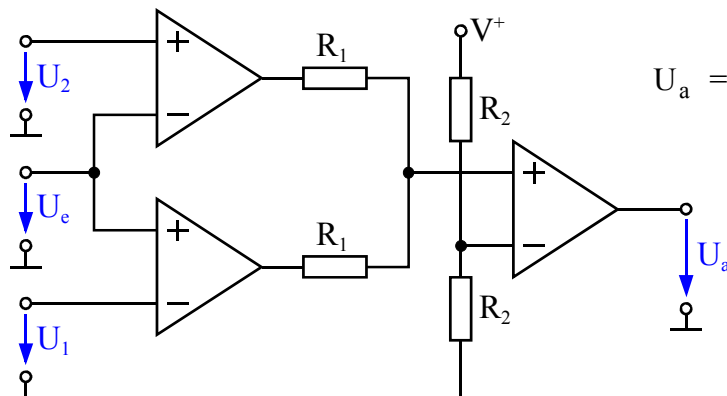 U₂
+
−
R₁
V⁺
R₂
Uₐ =
Uₑ
+
−
R₁
+
−
Uₐ
U₁
R₂